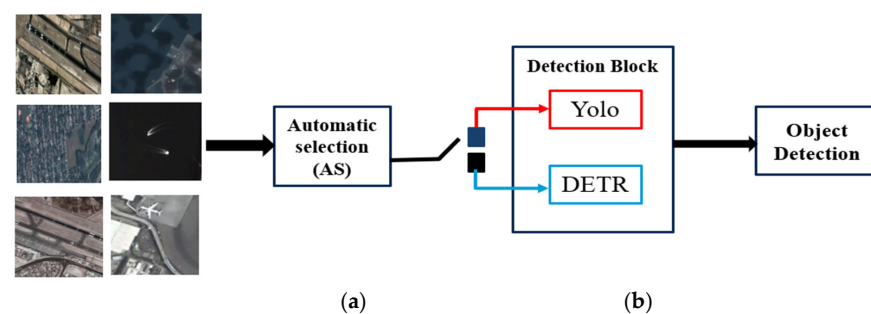 Automatic
selection
(AS)
Detection Block
Yolo
DETR
Object
Detection
(a)
(b)